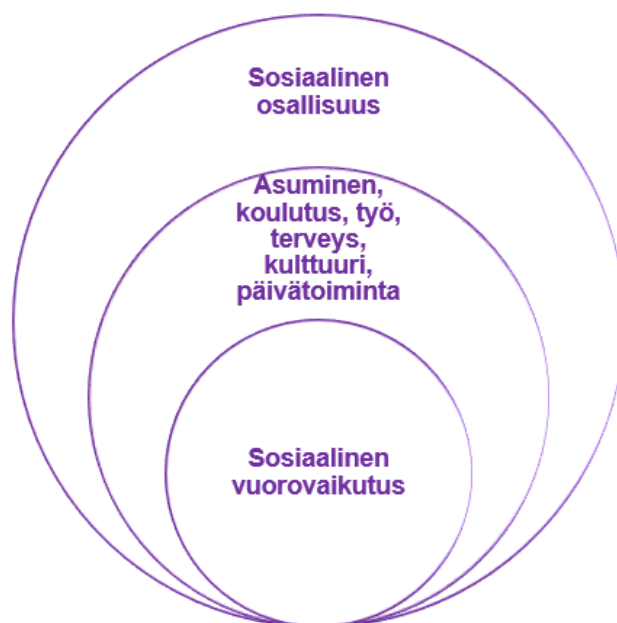 Sosiaalinen
osallisuus
Asuminen,
koulutus, työ,
terveys,
kulttuuri,
päivätoiminta
Sosiaalinen
vuorovaikutus